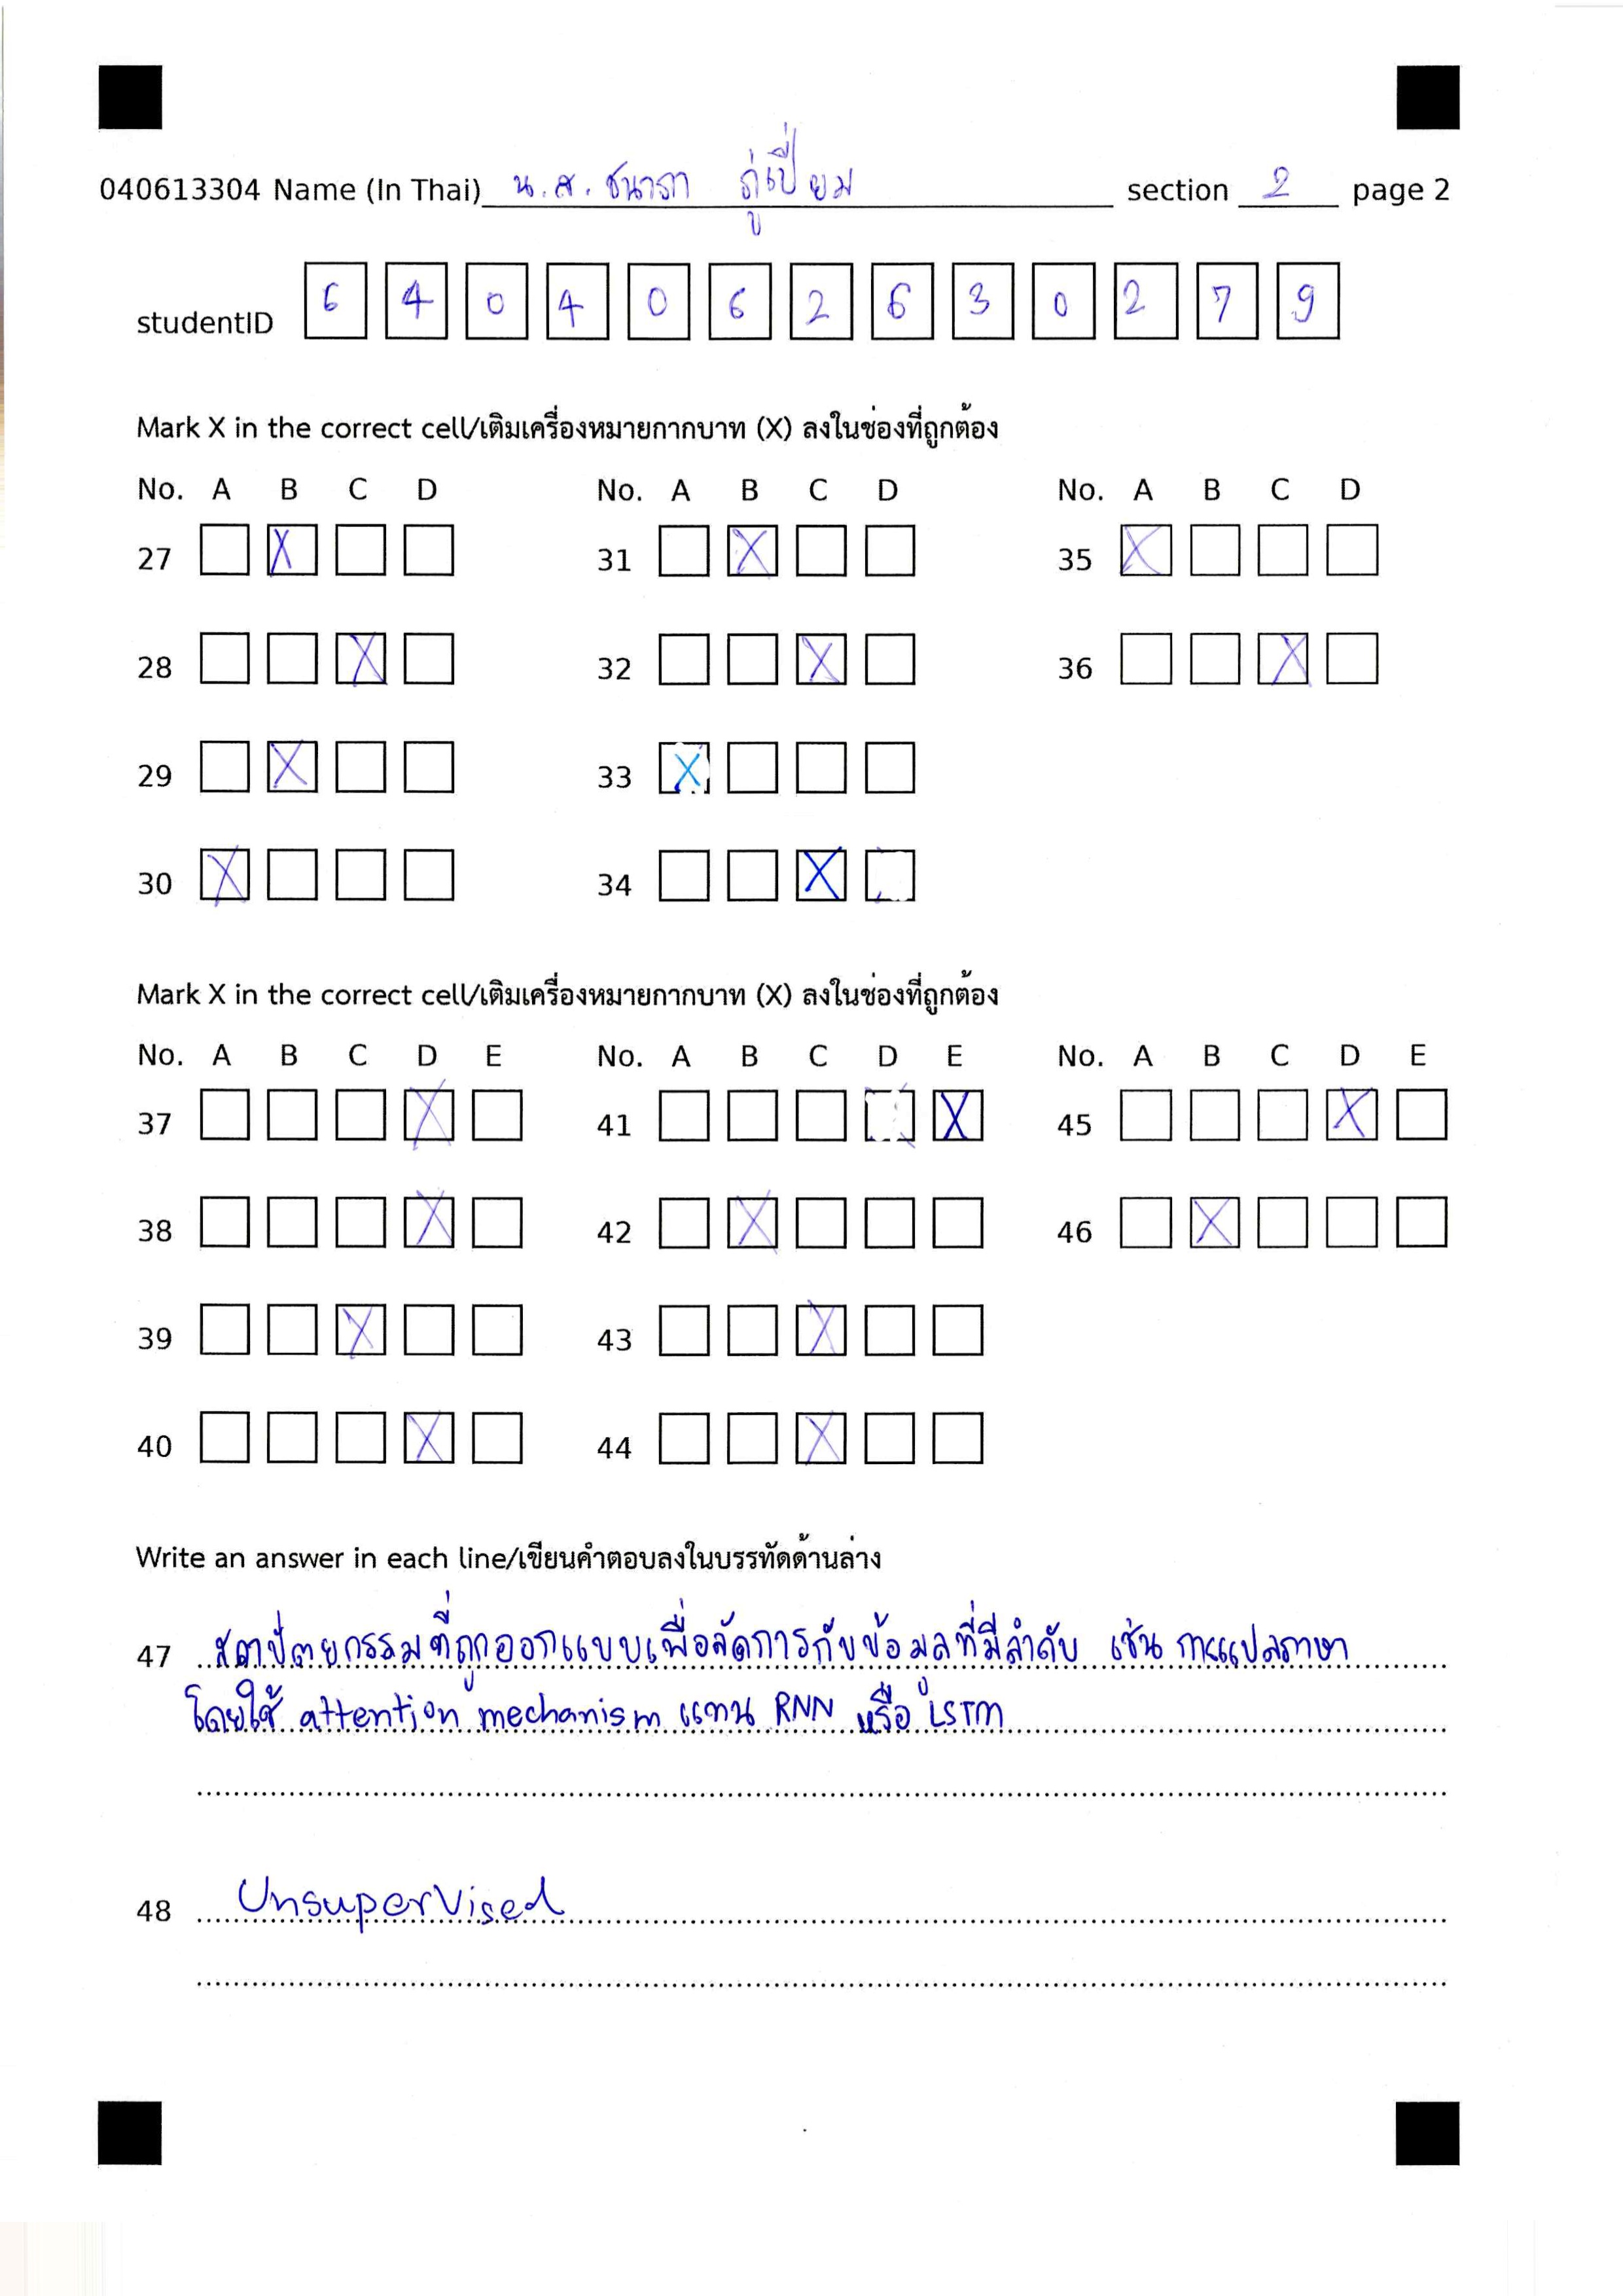 040613304 Name (In Thai) น.ส. ธนาภา ภู่เปี่ยม section 2 page 2
studentID 6 4 0 4 0 6 2 6 3 0 2 7 9
Mark X in the correct cell/เติมเครื่องหมายกากบาท (X) ลงในช่องที่ถูกต้อง
No. A B C D No. A B C D No. A B C D
27 X 31 X 35 X
28 X 32 X 36 X
29 X 33 X
30 X 34 X
Mark X in the correct cell/เติมเครื่องหมายกากบาท (X) ลงในช่องที่ถูกต้อง
No. A B C D E No. A B C D E No. A B C D E
37 X 41 X 45 X
38 X 42 X 46 X
39 X 43 X
40 X 44 X
Write an answer in each line/เขียนคำตอบลงในบรรทัดด้านล่าง
47 สถาปัตยกรรมที่ถูกออกแบบเพื่อจัดการกับข้อมูลที่มีลำดับ เช่น การแปลภาษา
โดยใช้ attention mechanism แทน RNN หรือ LSTM
48 Unsupervised